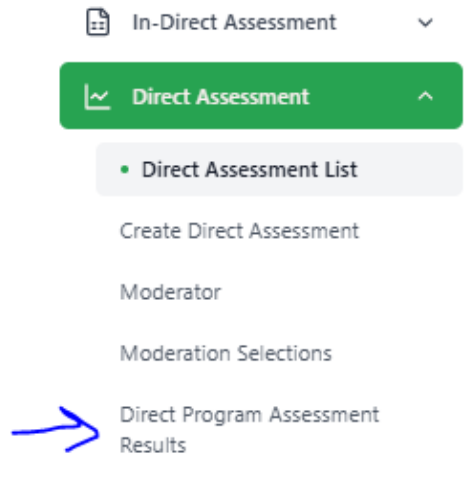 In-Direct Assessment
Direct Assessment
Direct Assessment List
Create Direct Assessment
Moderator
Moderation Selections
Direct Program Assessment
Results